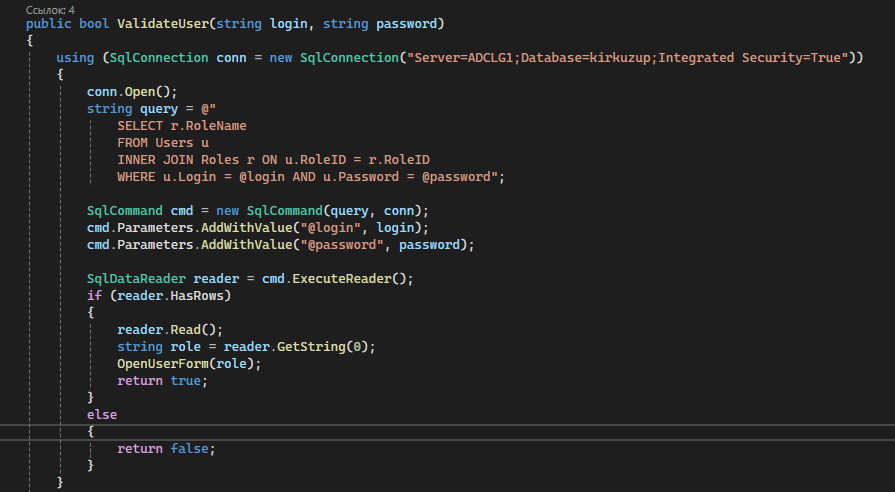 Ссылок: 4
public bool ValidateUser(string login, string password)
{
using (SqlConnection conn = new SqlConnection("Server=ADCLG1;Database=kirkuzup;Integrated Security=True"))
{
conn.Open();
string query = @"
SELECT r.RoleName
FROM Users u
INNER JOIN Roles r ON u.RoleID = r.RoleID
WHERE u.Login = @login AND u.Password = @password";
SqlCommand cmd = new SqlCommand(query, conn);
cmd.Parameters.AddWithValue("@login", login);
cmd.Parameters.AddWithValue("@password", password);
SqlDataReader reader = cmd.ExecuteReader();
if (reader.HasRows)
{
reader.Read();
string role = reader.GetString(0);
OpenUserForm(role);
return true;
}
else
{
return false;
}
}